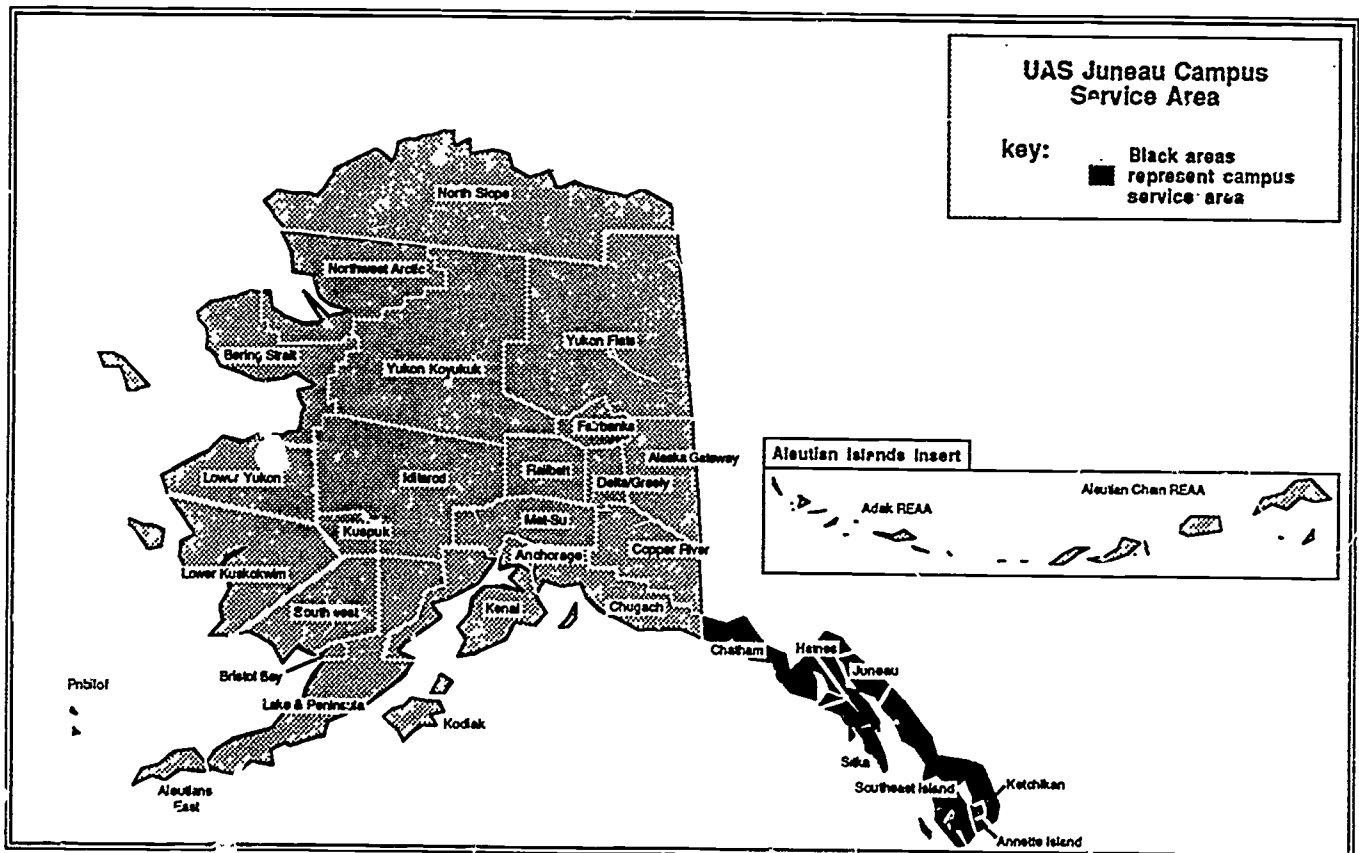 UAS Juneau Campus
Service Area
key:
Black areas
represent campus
service area
North Slope
Northwest Arctic
Bering Strait
Yukon Koyukuk
Yukon Flats
Fairbanks
Alaska Gateway
Lower Yukon
Iditarod
Railbelt
Delta/Greely
Kuspuk
Mat-Su
Anchorage
Copper River
Lower Kuskokwim
South west
Kenai
Chugach
Bristol Bay
Lake & Peninsula
Kodiak
Pribilof
Aleutians
East
Aleutian Islands Insert
Adak REAA
Aleutian Chain REAA
Chatham
Haines
Juneau
Sitka
Southeast Island
Ketchikan
Annette Island